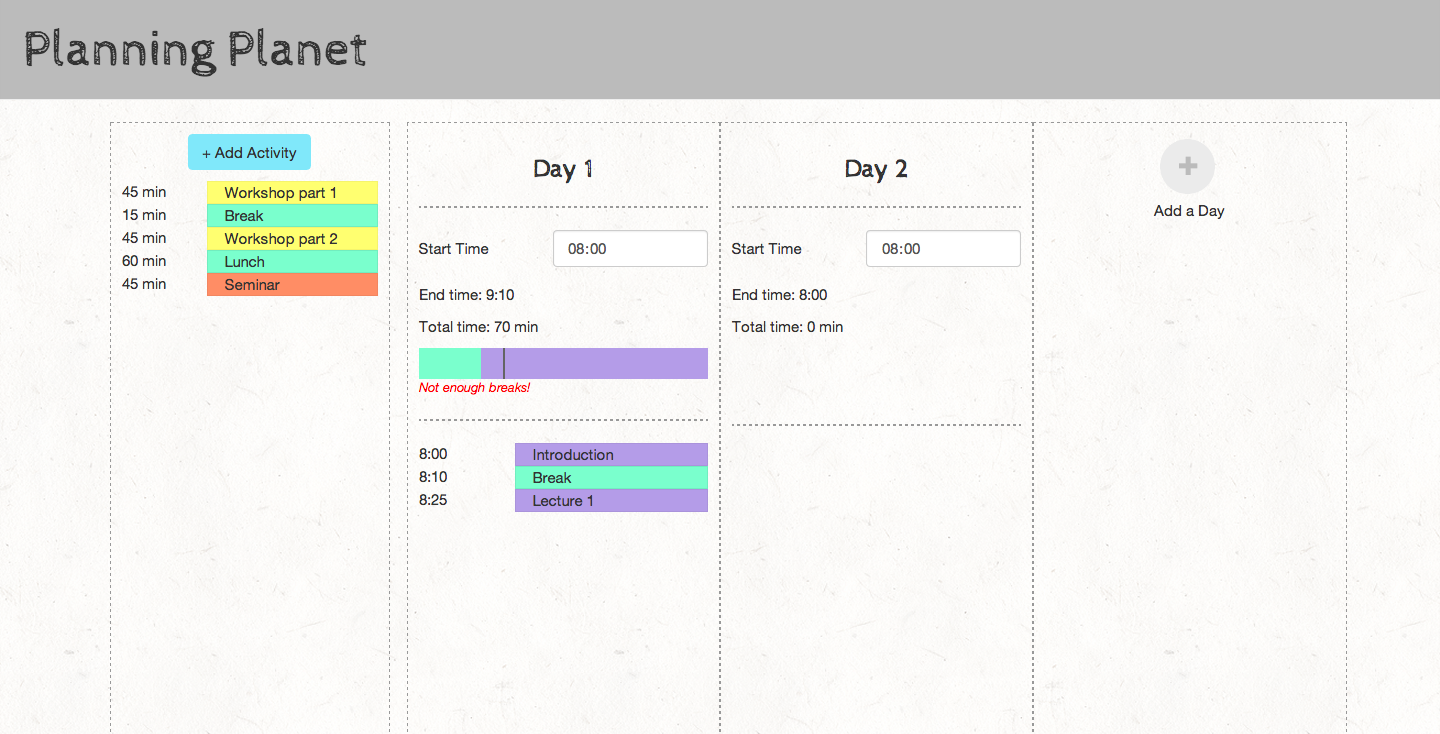 Planning Planet
+ Add Activity
45 min Workshop part 1
15 min Break
45 min Workshop part 2
60 min Lunch
45 min Seminar
Day 1
Start Time 08:00
End time: 9:10
Total time: 70 min
Not enough breaks!
8:00 Introduction
8:10 Break
8:25 Lecture 1
Day 2
Start Time 08:00
End time: 8:00
Total time: 0 min
Add a Day